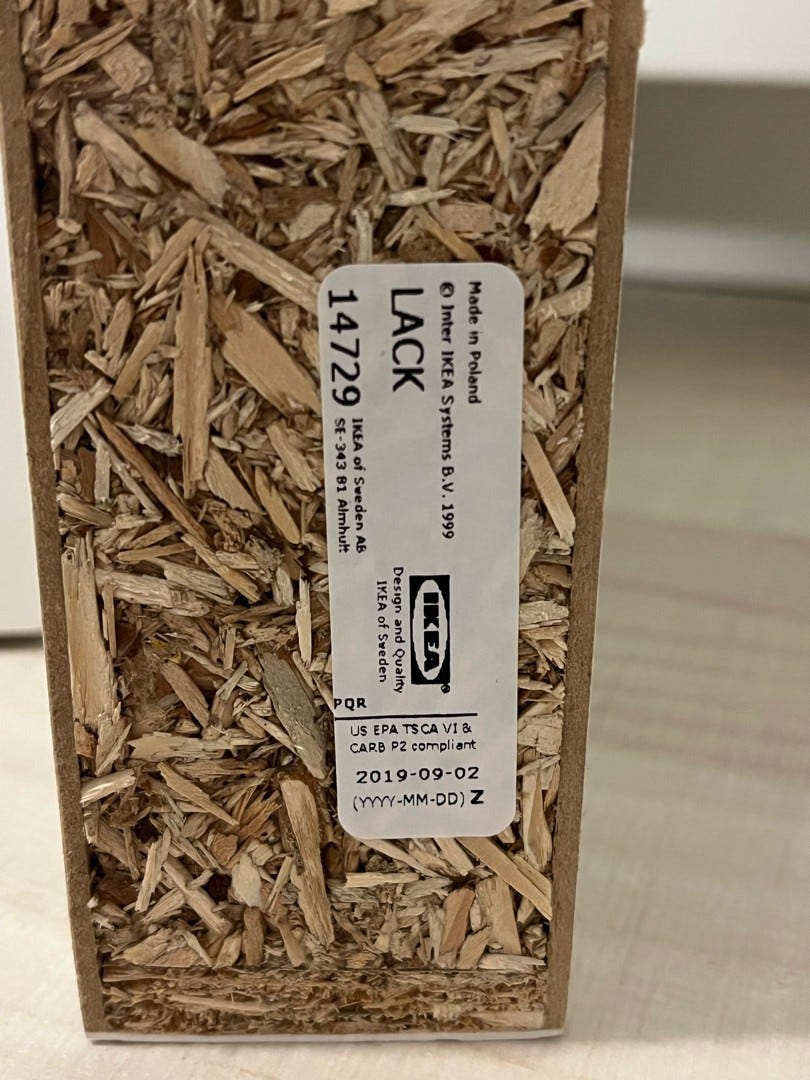 Made in Poland
© Inter IKEA Systems B.V. 1999
LACK
14729
IKEA of Sweden AB
SE-343 81 Almhult
IKEA®
Design and Quality
IKEA of Sweden
PQR
US EPA TSCA VI &
CARB P2 compliant
2019-09-02
(YYYY-MM-DD) Z